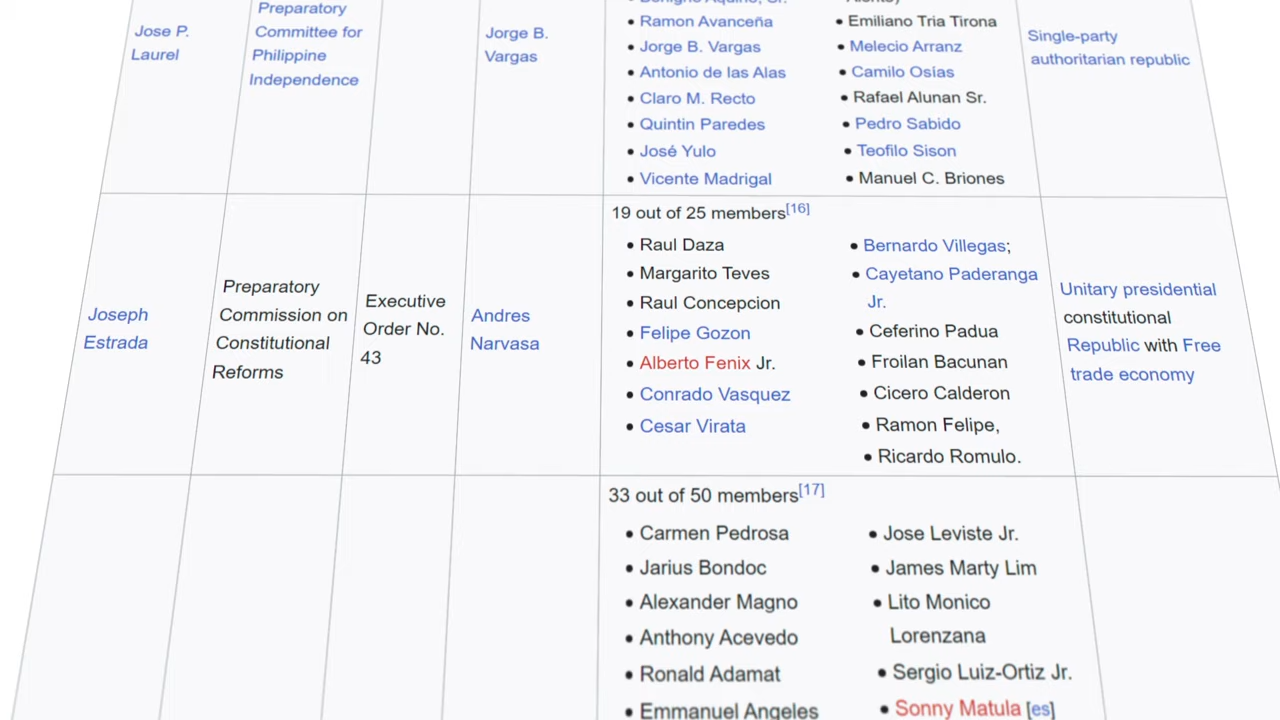 Jose P.
Laurel
Preparatory
Committee for
Philippine
Independence
Jorge B.
Vargas
• Ramon Avanceña
• Jorge B. Vargas
• Antonio de las Alas
• Claro M. Recto
• Quintin Paredes
• José Yulo
• Vicente Madrigal
• Emiliano Tria Tirona
• Melecio Arranz
• Camilo Osías
• Rafael Alunan Sr.
• Pedro Sabido
• Teofilo Sison
• Manuel C. Briones
Single-party
authoritarian republic
Joseph
Estrada
Preparatory
Commission on
Constitutional
Reforms
Executive
Order No.
43
Andres
Narvasa
19 out of 25 members[16]
• Raul Daza
• Margarito Teves
• Raul Concepcion
• Felipe Gozon
• Alberto Fenix Jr.
• Conrado Vasquez
• Cesar Virata
• Bernardo Villegas;
• Cayetano Paderanga
Jr.
• Ceferino Padua
• Froilan Bacunan
• Cicero Calderon
• Ramon Felipe,
• Ricardo Romulo.
Unitary presidential
constitutional
Republic with Free
trade economy
33 out of 50 members[17]
• Carmen Pedrosa
• Jarius Bondoc
• Alexander Magno
• Anthony Acevedo
• Ronald Adamat
• Emmanuel Angeles
• Jose Leviste Jr.
• James Marty Lim
• Lito Monico
Lorenzana
• Sergio Luiz-Ortiz Jr.
• Sonny Matula [es]